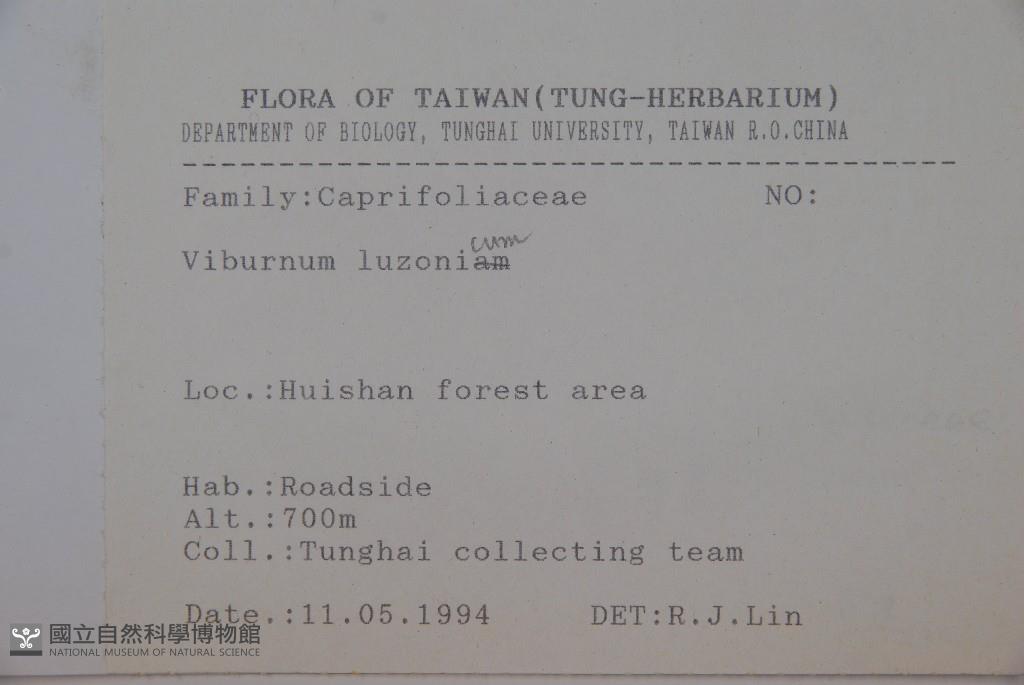 FLORA OF TAIWAN(TUNG-HERBARIUM)
DEPARTMENT OF BIOLOGY, TUNGHAI UNIVERSITY, TAIWAN R.O.CHINA
----------------------------------------
Family:Caprifoliaceae NO:
cum
Viburnum luzoniam
Loc.:Huishan forest area
Hab.:Roadside
Alt.:700m
Coll.:Tunghai collecting team
Date.:11.05.1994 DET:R.J.Lin
國立自然科學博物館
NATIONAL MUSEUM OF NATURAL SCIENCE